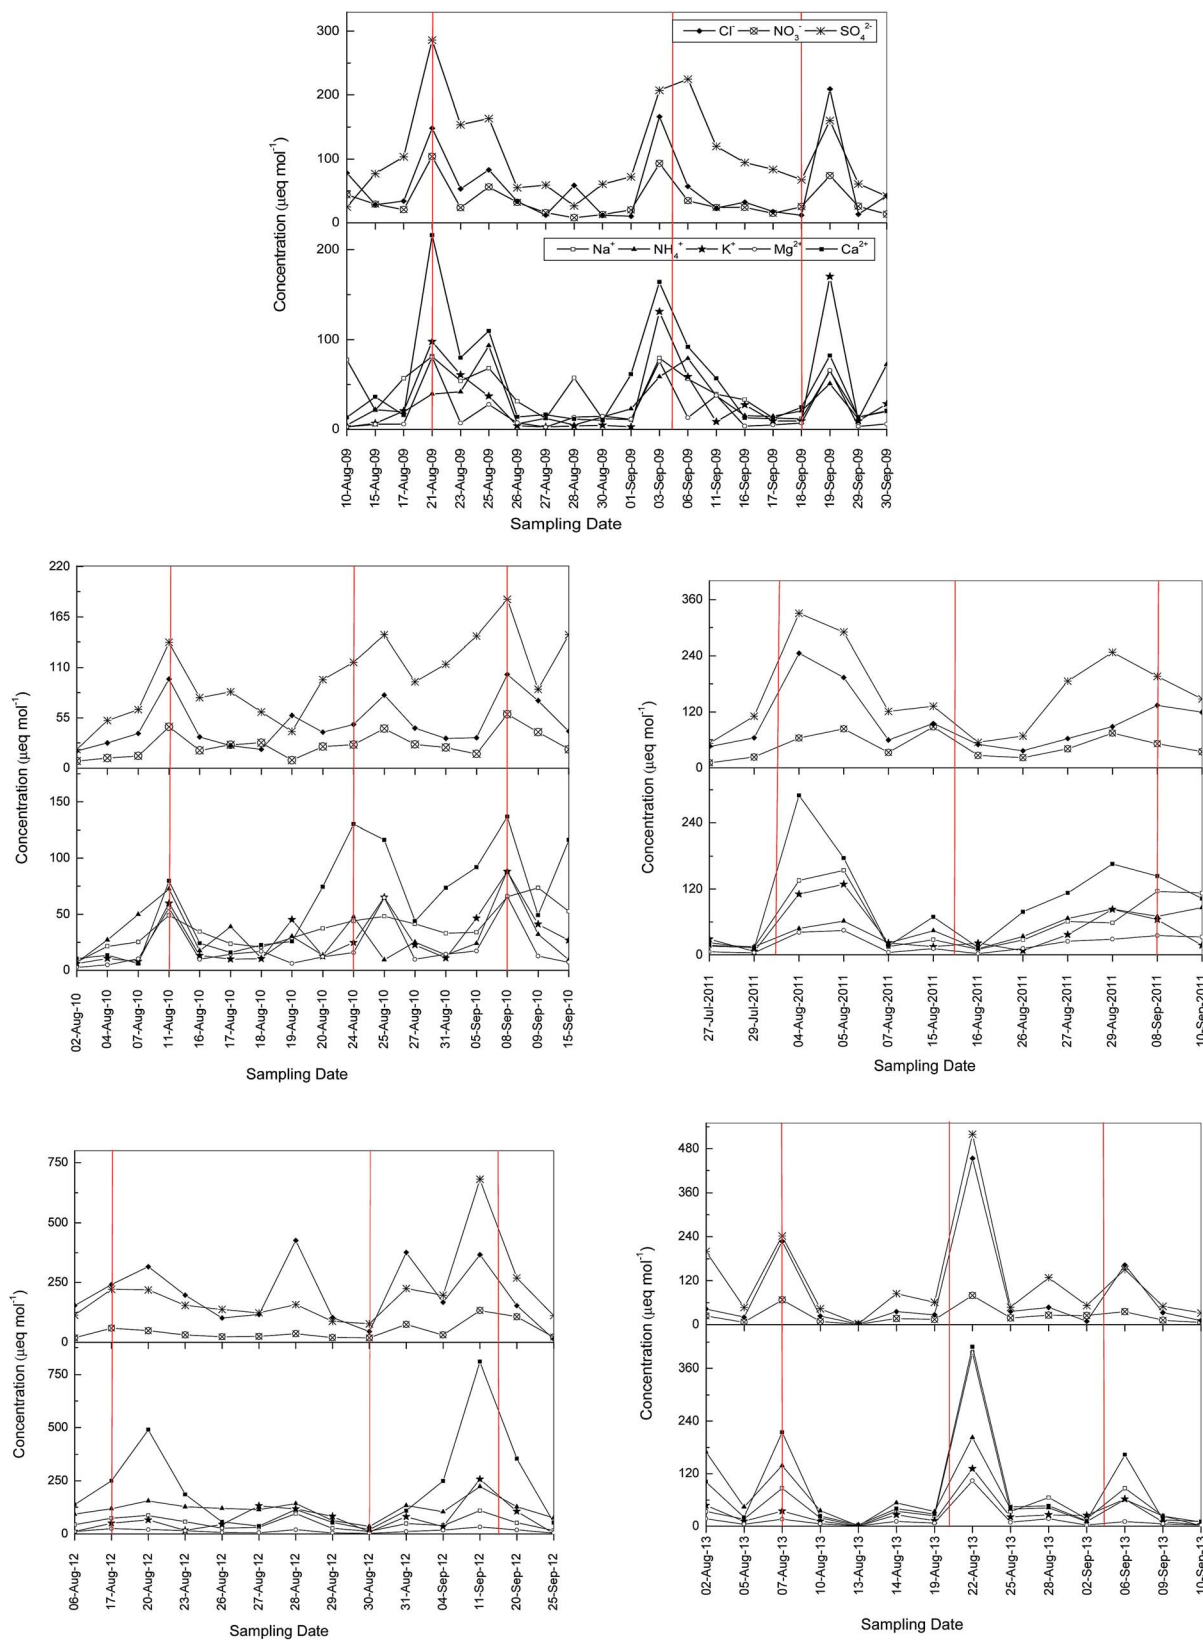 Cl⁻ NO₃⁻ SO₄²⁻
300
200
100
0
Concentration (µeq mol⁻¹)
Na⁺ NH₄⁺ K⁺ Mg²⁺ Ca²⁺
200
100
0
10-Aug-09 15-Aug-09 17-Aug-09 21-Aug-09 23-Aug-09 25-Aug-09 26-Aug-09 27-Aug-09 28-Aug-09 30-Aug-09 01-Sep-09 03-Sep-09 06-Sep-09 11-Sep-09 16-Sep-09 17-Sep-09 18-Sep-09 19-Sep-09 29-Sep-09 30-Sep-09
Sampling Date
220
165
110
55
0
Concentration (µeq mol⁻¹)
150
100
50
0
02-Aug-10 04-Aug-10 07-Aug-10 11-Aug-10 16-Aug-10 17-Aug-10 18-Aug-10 19-Aug-10 20-Aug-10 24-Aug-10 25-Aug-10 27-Aug-10 31-Aug-10 05-Sep-10 08-Sep-10 09-Sep-10 15-Sep-10
Sampling Date
360
240
120
0
Concentration (µeq mol⁻¹)
240
120
0
27-Jul-2011 29-Jul-2011 04-Aug-2011 05-Aug-2011 07-Aug-2011 15-Aug-2011 16-Aug-2011 26-Aug-2011 27-Aug-2011 29-Aug-2011 08-Sep-2011 10-Sep-2011
Sampling Date
750
500
250
0
Concentration (µeq mol⁻¹)
750
500
250
0
06-Aug-12 17-Aug-12 20-Aug-12 23-Aug-12 26-Aug-12 27-Aug-12 28-Aug-12 29-Aug-12 30-Aug-12 31-Aug-12 04-Sep-12 11-Sep-12 20-Sep-12 25-Sep-12
Sampling Date
480
360
240
120
0
Concentration (µeq mol⁻¹)
360
240
120
0
02-Aug-13 05-Aug-13 07-Aug-13 10-Aug-13 13-Aug-13 14-Aug-13 19-Aug-13 22-Aug-13 25-Aug-13 28-Aug-13 02-Sep-13 06-Sep-13 09-Sep-13 10-Sep-13
Sampling Date